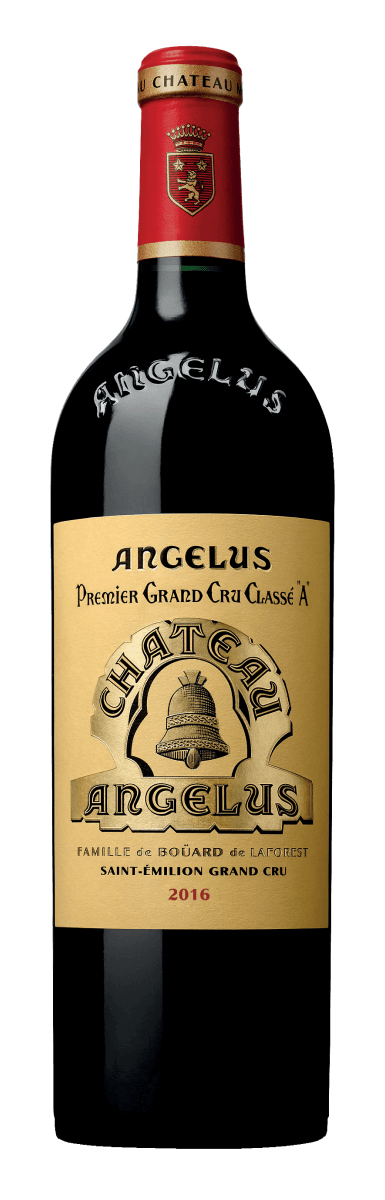 CHATEAU
ANGELUS
ANGELUS
PREMIER GRAND CRU CLASSÉ "A"
CHATEAU
ANGELUS
FAMILLE de BOÜARD de LAFOREST
SAINT-ÉMILION GRAND CRU
2016